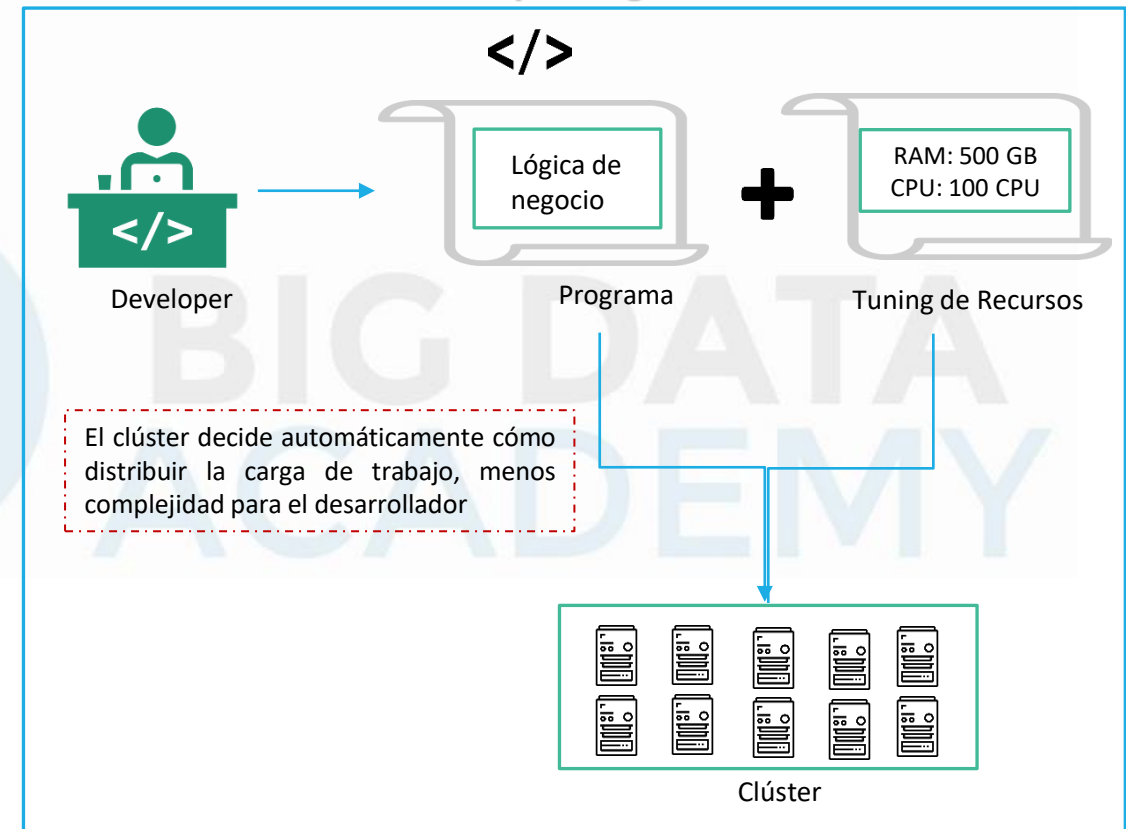 </>
Lógica de
negocio
RAM: 500 GB
CPU: 100 CPU
</>
Developer
Programa
Tuning de Recursos
BIG DATA
ACADEMY
El clúster decide automáticamente cómo
distribuir la carga de trabajo, menos
complejidad para el desarrollador
Clúster